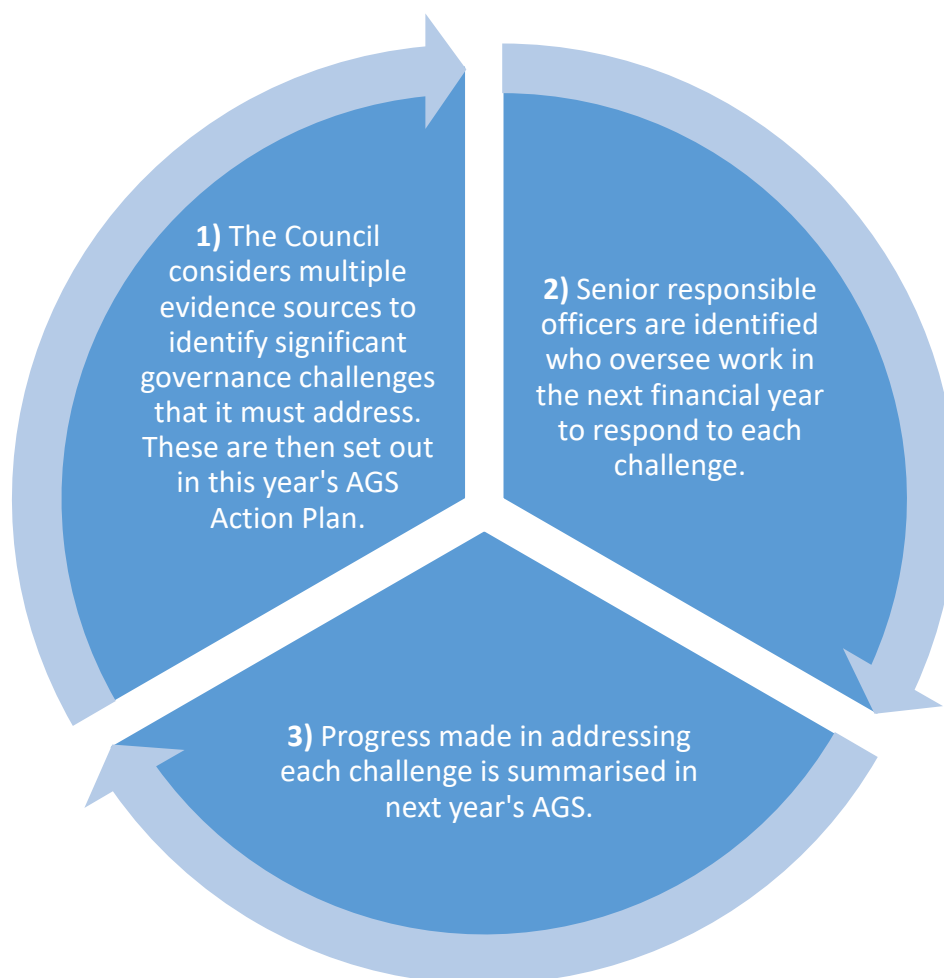 1) The Council
considers multiple
evidence sources to
identify significant
governance challenges
that it must address.
These are then set out
in this year's AGS
Action Plan.
2) Senior responsible
officers are identified
who oversee work in
the next financial year
to respond to each
challenge.
3) Progress made in addressing
each challenge is summarised in
next year's AGS.